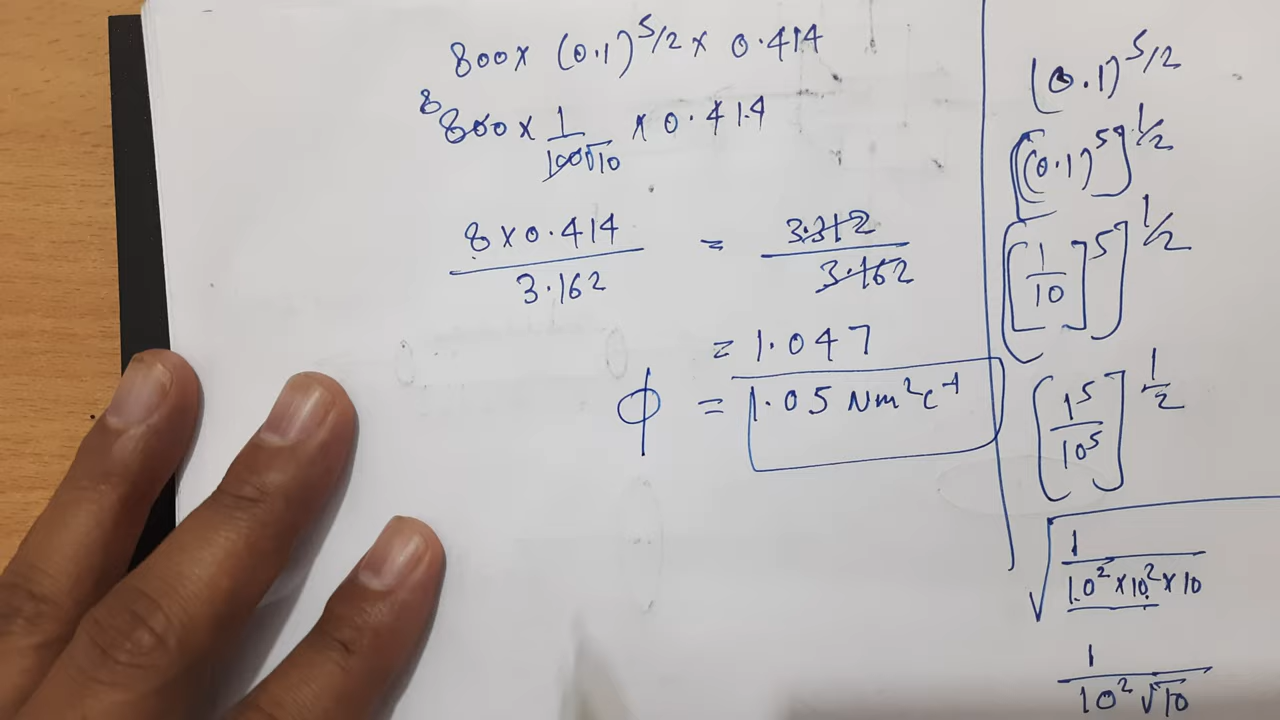 800 × (0.1)^5/2 × 0.414
8 800 × 1/100√10 × 0.414
8 × 0.414 / 3.162 = 3.312 / 3.162
= 1.047
ϕ = 1.05 Nm²C⁻¹
(0.1)^5/2
[(0.1)^5]^1/2
[[1/10]^5]^1/2
[1^5/10^5]^1/2
√1/10² × 10² × 10
1/10²√10